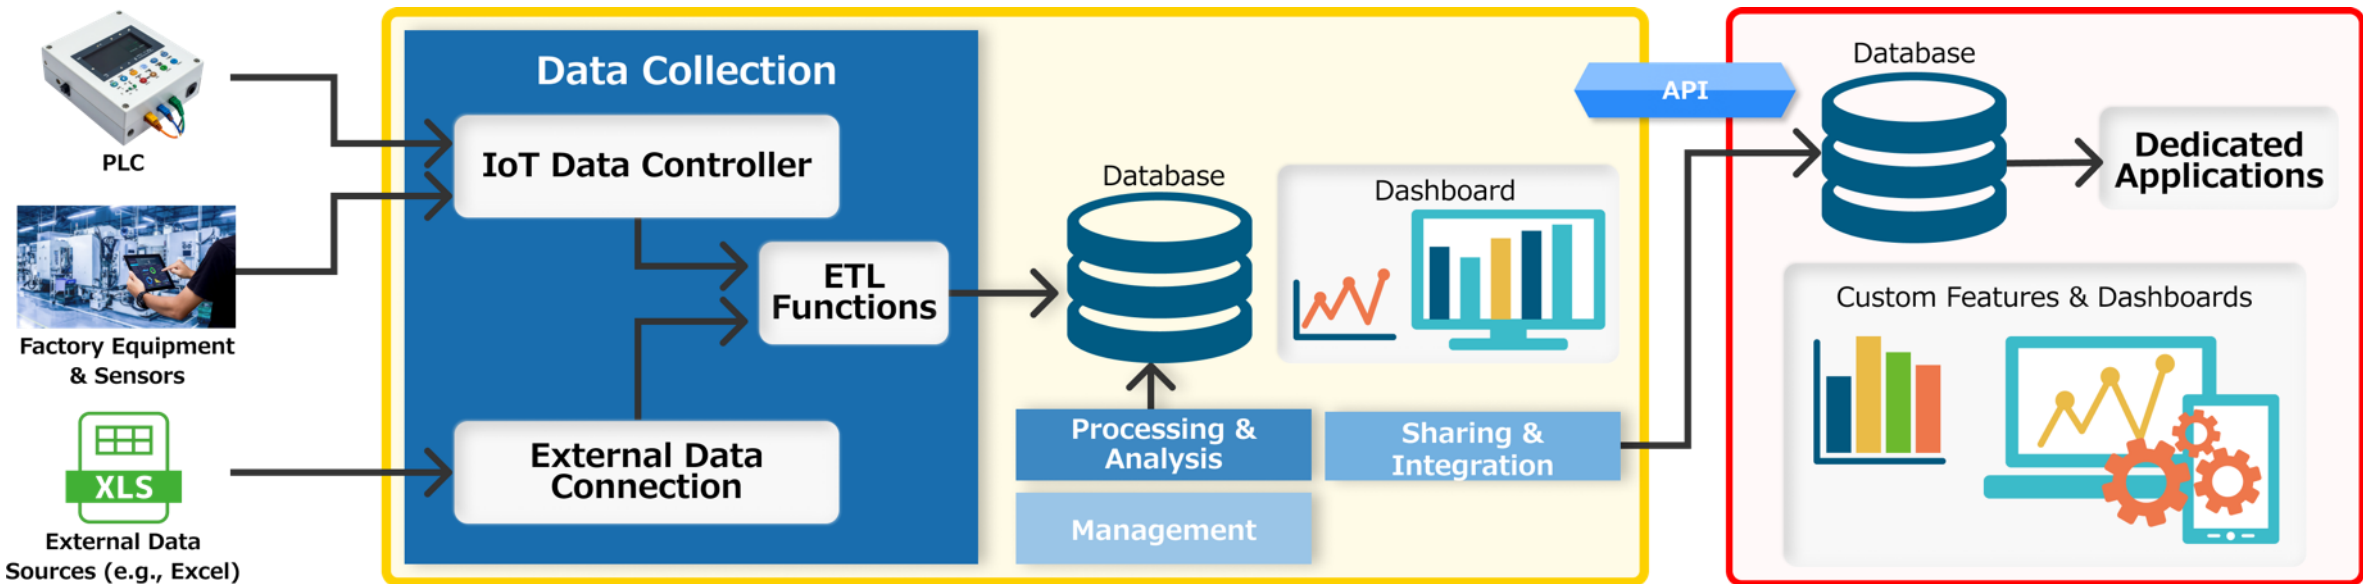 PLC
Factory Equipment
& Sensors
XLS
External Data
Sources (e.g., Excel)
Data Collection
IoT Data Controller
ETL
Functions
External Data
Connection
Database
Dashboard
Processing &
Analysis
Sharing &
Integration
Management
API
Database
Dedicated
Applications
Custom Features & Dashboards